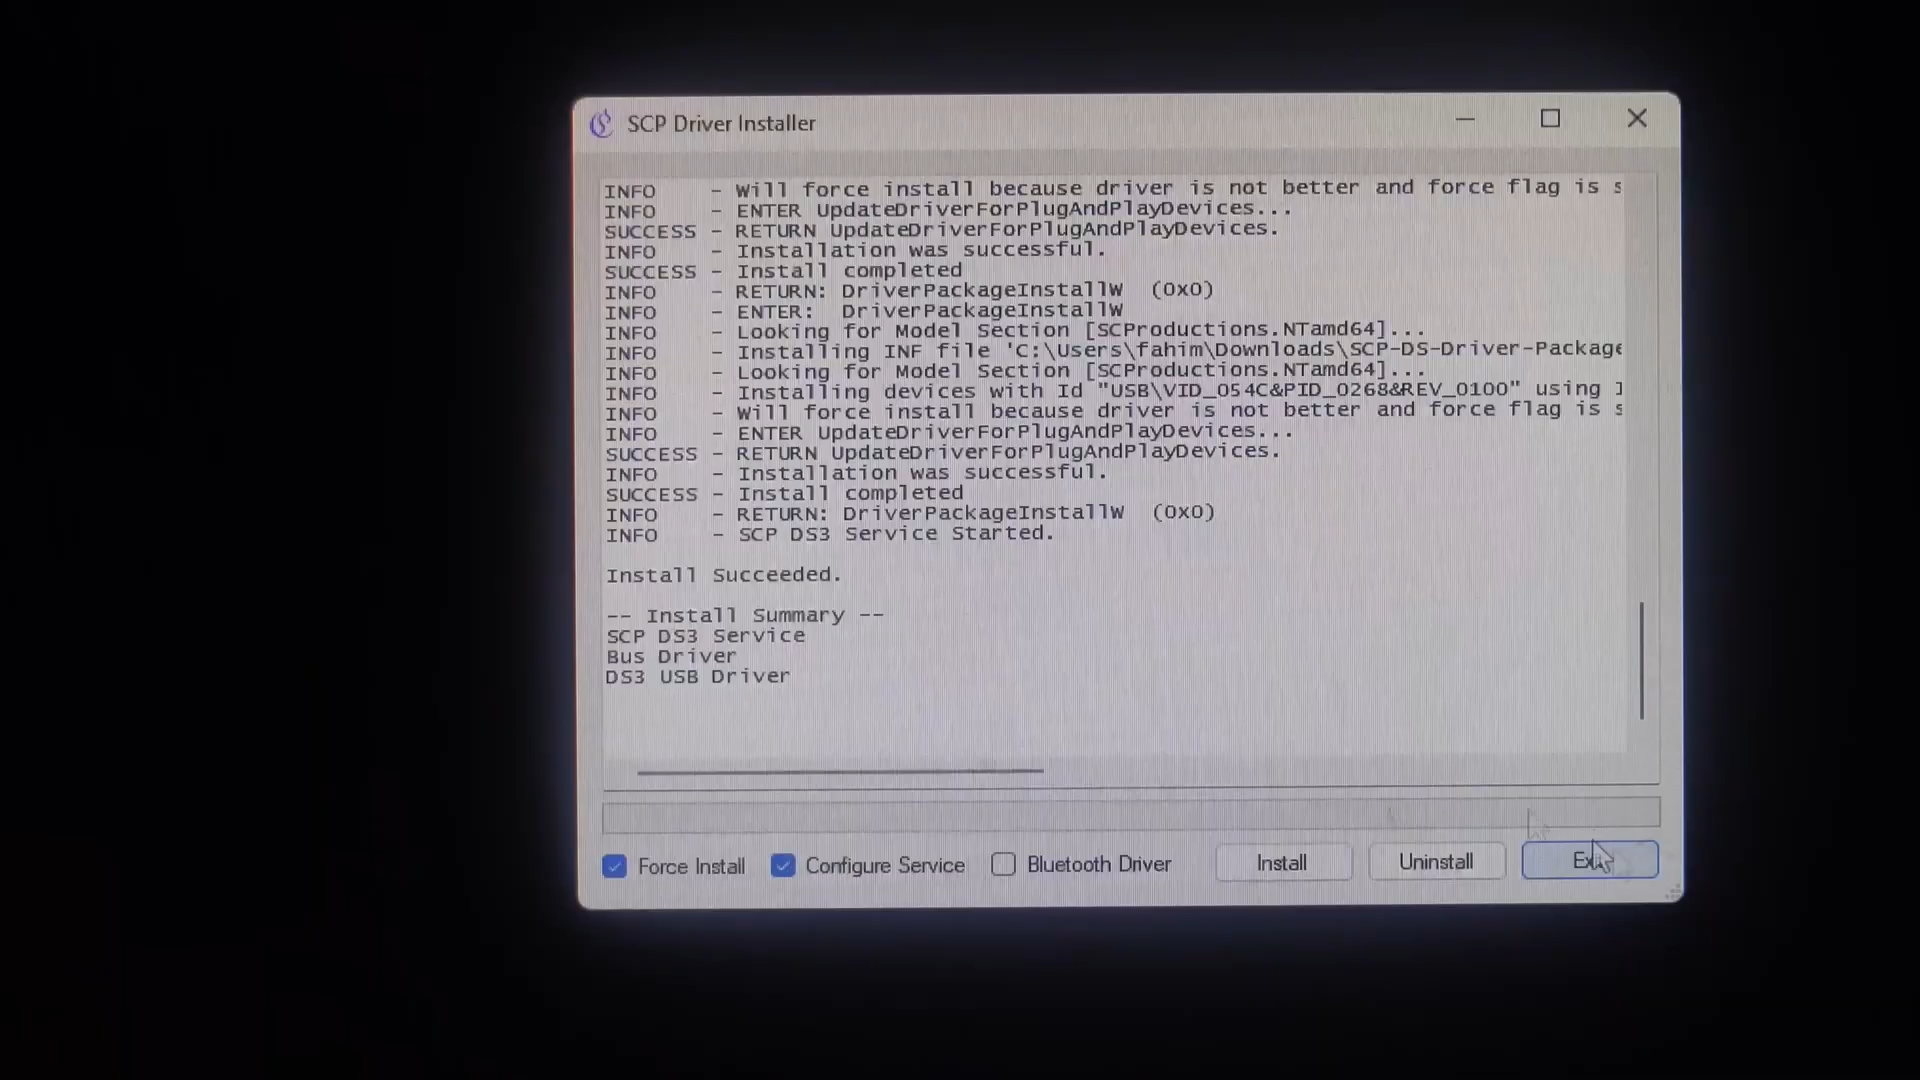 SCP Driver Installer
INFO - Will force install because driver is not better and force flag is s
INFO - ENTER UpdateDriverForPlugAndPlayDevices...
SUCCESS - RETURN UpdateDriverForPlugAndPlayDevices.
INFO - Installation was successful.
SUCCESS - Install completed
INFO - RETURN: DriverPackageInstallW (0x0)
INFO - ENTER: DriverPackageInstallW
INFO - Looking for Model Section [SCProductions.NTamd64]...
INFO - Installing INF file 'C:\Users\fahim\Downloads\SCP-DS-Driver-Package
INFO - Looking for Model Section [SCProductions.NTamd64]...
INFO - Installing devices with Id "USB\VID_054C&PID_0268&REV_0100" using
INFO - Will force install because driver is not better and force flag is s
INFO - ENTER UpdateDriverForPlugAndPlayDevices...
SUCCESS - RETURN UpdateDriverForPlugAndPlayDevices.
INFO - Installation was successful.
SUCCESS - Install completed
INFO - RETURN: DriverPackageInstallW (0x0)
INFO - SCP DS3 Service Started.
Install Succeeded.
-- Install Summary --
SCP DS3 Service
Bus Driver
DS3 USB Driver
Force Install Configure Service Bluetooth Driver Install Uninstall